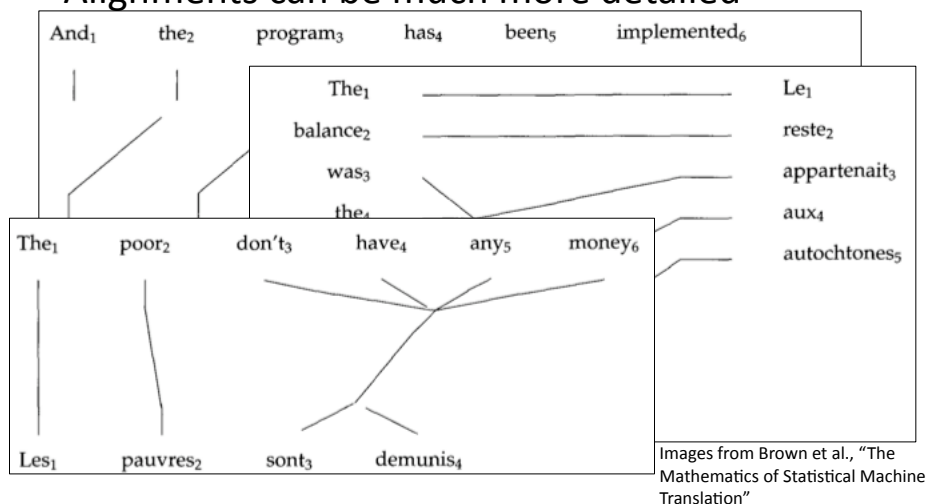 Alignments can be much more detailed
And₁ the₂ program₃ has₄ been₅ implemented₆
The₁ Le₁
balance₂ reste₂
was₃ appartenait₃
the₄ aux₄
autochtones₅
The₁ poor₂ don't₃ have₄ any₅ money₆
Les₁ pauvres₂ sont₃ demunis₄
Images from Brown et al., “The
Mathematics of Statistical Machine
Translation”